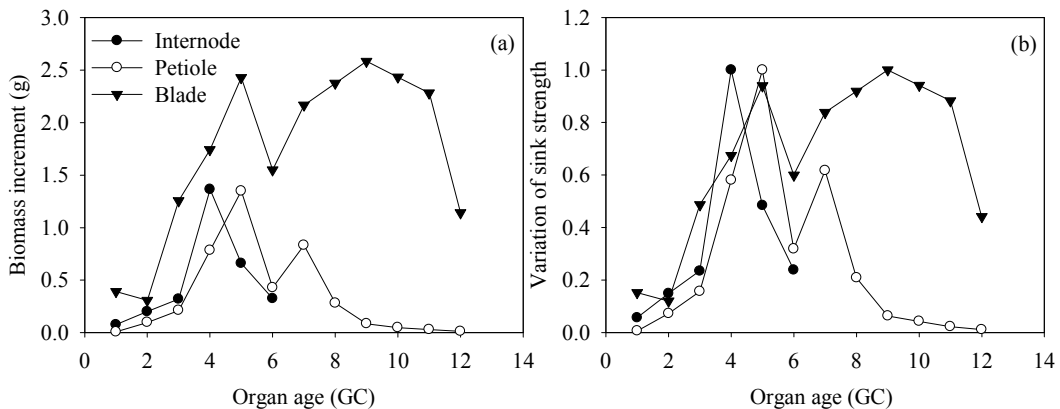 3.0
2.5
2.0
1.5
1.0
0.5
0.0
Biomass increment (g)
Internode
Petiole
Blade
(a)
0 2 4 6 8 10 12 14
Organ age (GC)
1.2
1.0
0.8
0.6
0.4
0.2
0.0
Variation of sink strength
(b)
0 2 4 6 8 10 12 14
Organ age (GC)